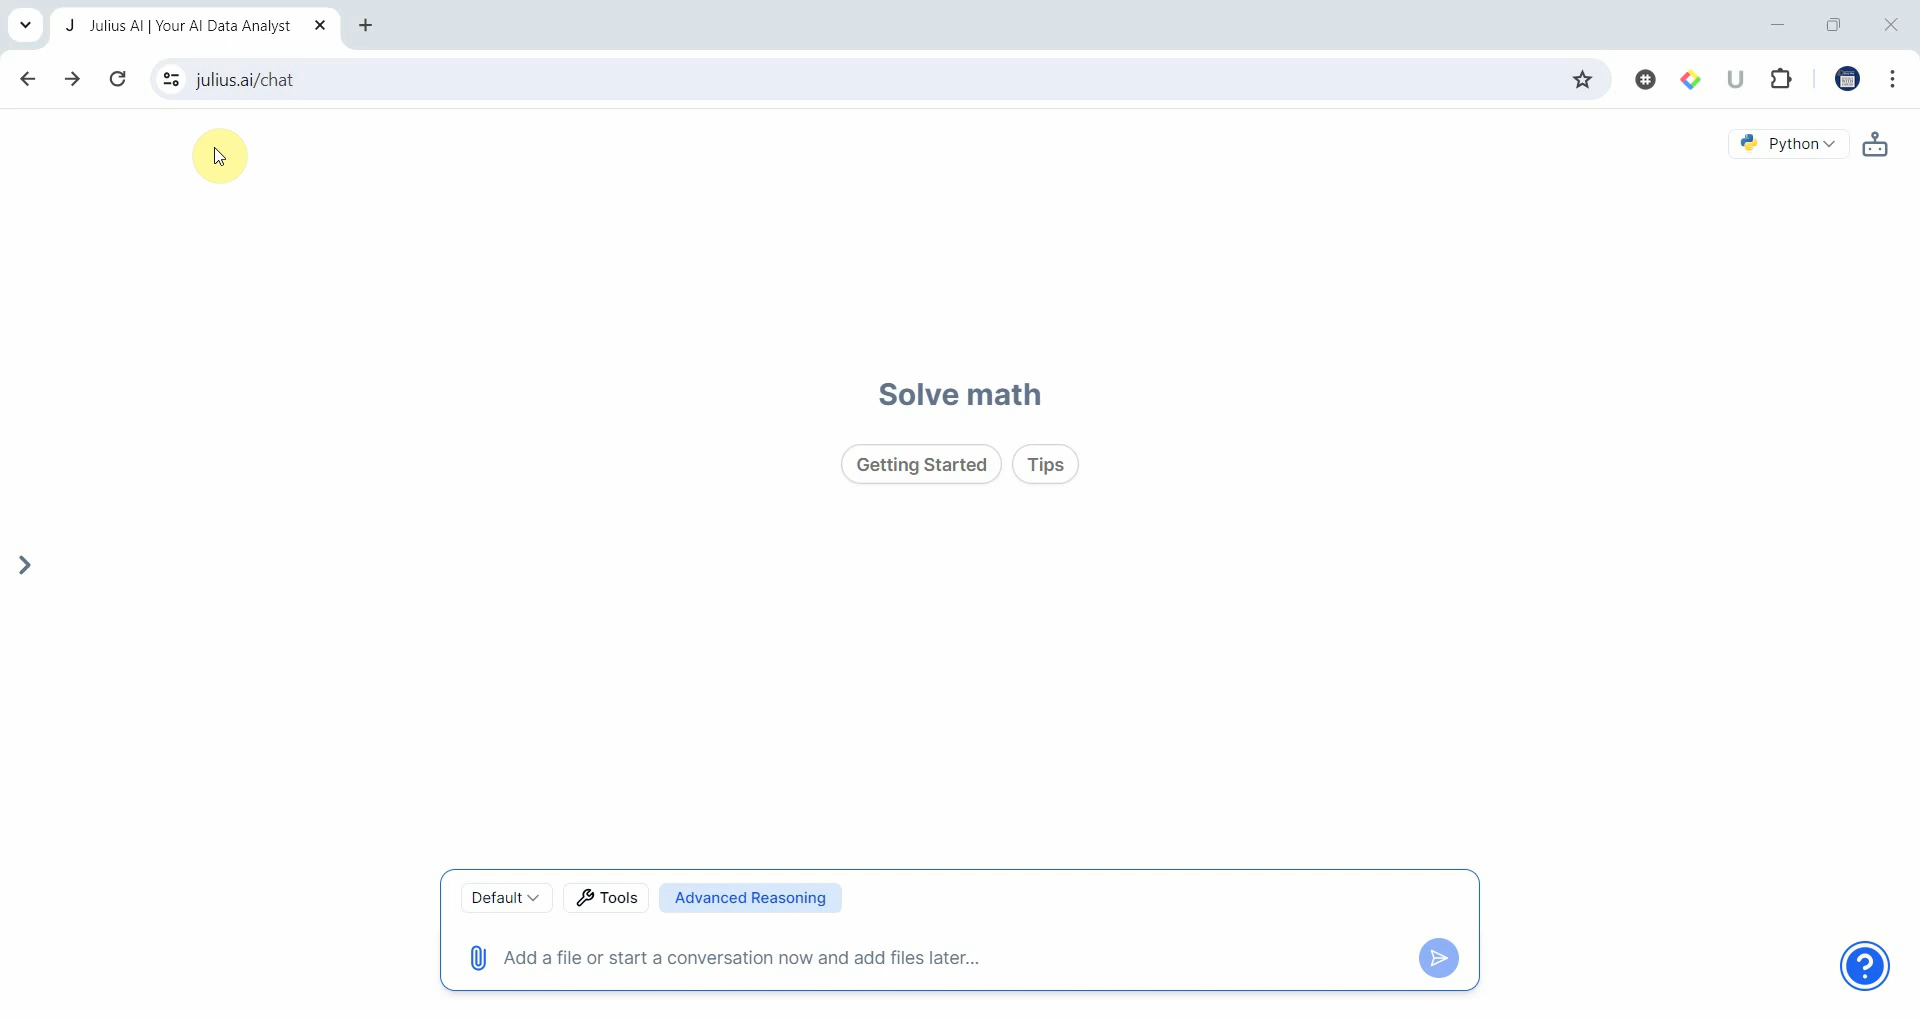 J Julius AI | Your AI Data Analyst
julius.ai/chat
U
Python
Solve math
Getting Started Tips
Default Tools Advanced Reasoning
Add a file or start a conversation now and add files later...
?